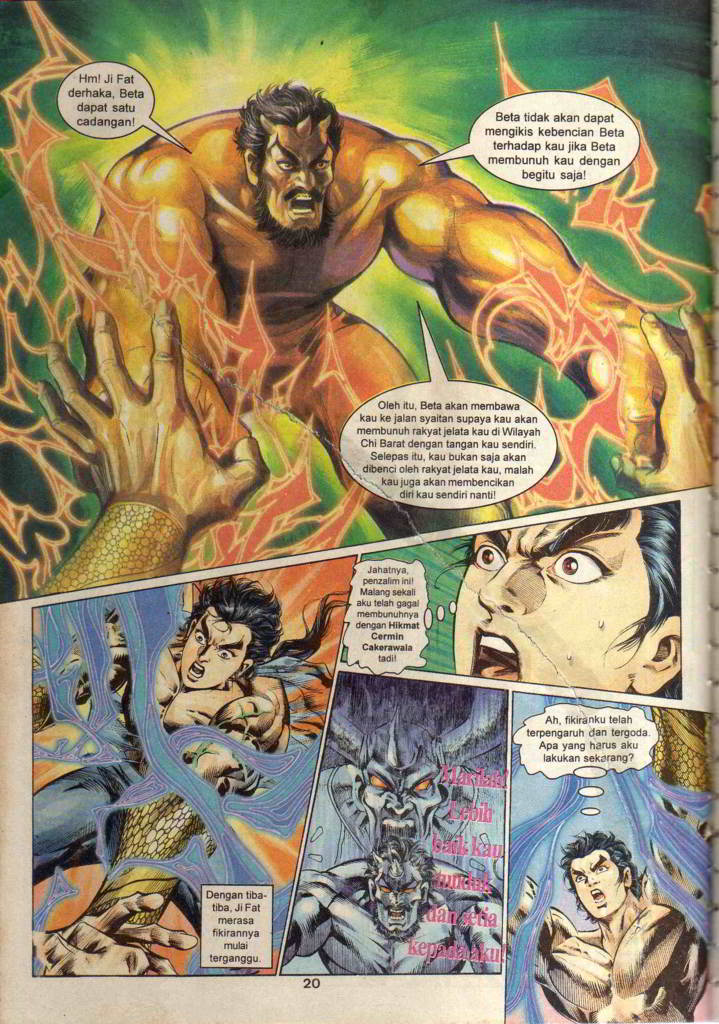 Hm! Ji Fat
derhaka, Beta
dapat satu
cadangan!
Beta tidak akan dapat
mengikis kebencian Beta
terhadap kau jika Beta
membunuh kau dengan
begitu saja!
Oleh itu, Beta akan membawa
kau ke jalan syaitan supaya kau akan
membunuh rakyat jelata kau di Wilayah
Chi Barat dengan tangan kau sendiri.
Selepas itu, kau bukan saja akan
dibenci oleh rakyat jelata kau, malah
kau juga akan membencikan
diri kau sendiri nanti!
Jahatnya,
penzalim ini!
Malang sekali
aku telah gagal
membunuhnya
dengan Hikmat
Cermin
Cakerawala
tadi!
Dengan tiba-
tiba, Ji Fat
merasa
fikirannya
mulai
terganggu.
Marilah!
Lebih
baik kau
tunduk
dan setia
kepada aku!
Ah, fikiranku telah
terpengaruh dan tergoda.
Apa yang harus aku
lakukan sekarang?
20